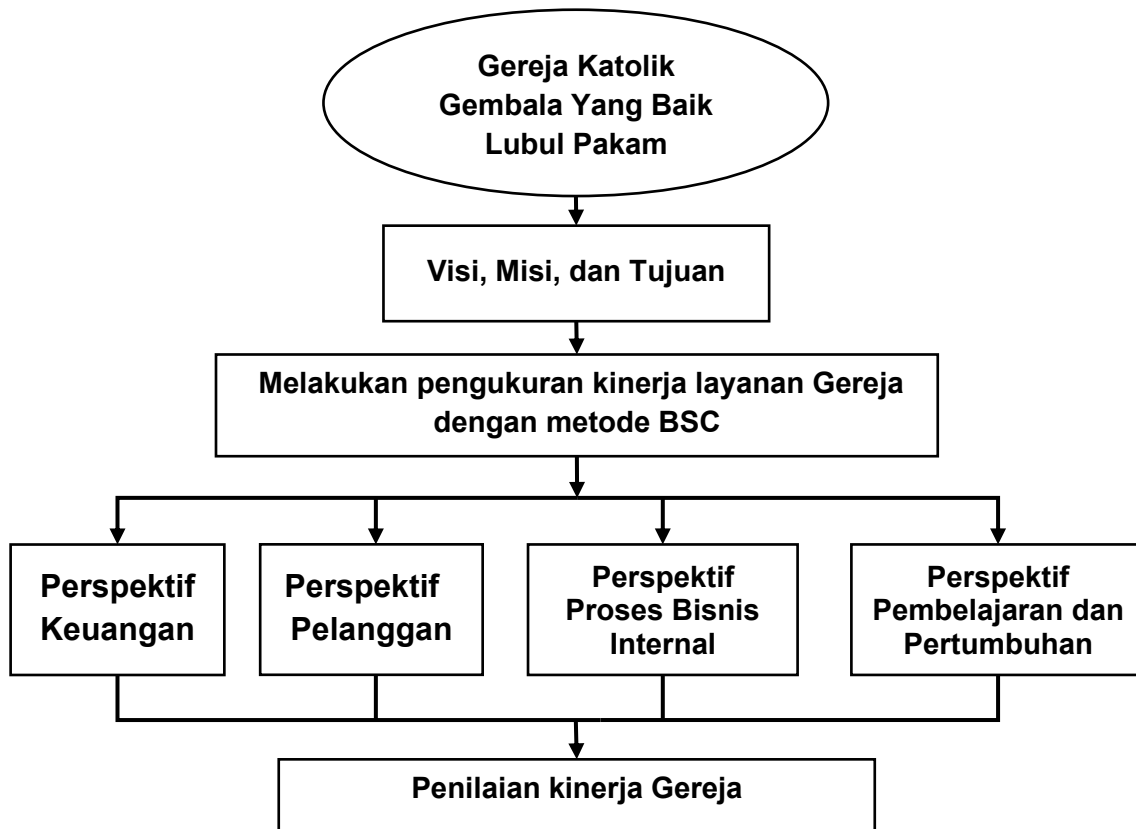 Gereja Katolik
Gembala Yang Baik
Lubul Pakam
Visi, Misi, dan Tujuan
Melakukan pengukuran kinerja layanan Gereja
dengan metode BSC
Perspektif
Keuangan
Perspektif
Pelanggan
Perspektif
Proses Bisnis
Internal
Perspektif
Pembelajaran dan
Pertumbuhan
Penilaian kinerja Gereja